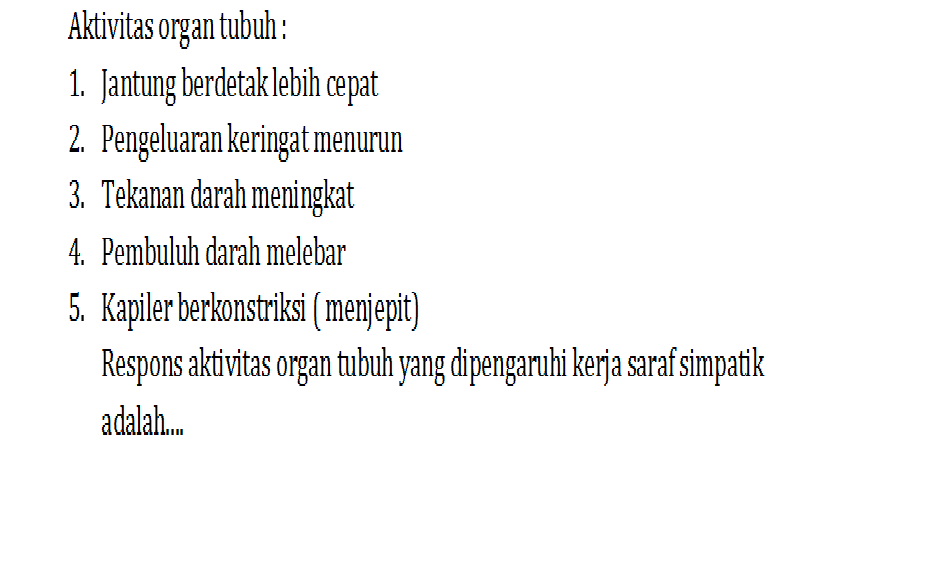 Aktivitas organ tubuh :
1. Jantung berdetak lebih cepat
2. Pengeluaran keringat menurun
3. Tekanan darah meningkat
4. Pembuluh darah melebar
5. Kapiler berkonstriksi ( menjepit)
Respons aktivitas organ tubuh yang dipengaruhi kerja saraf simpatik
adalah....